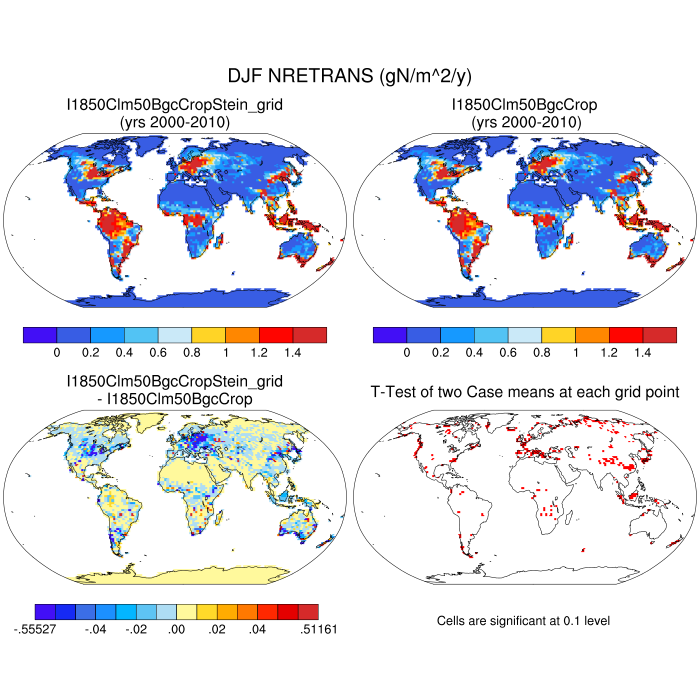 DJF NRETRANS (gN/m^2/y)
I1850Clm50BgcCropStein_grid
(yrs 2000-2010)
I1850Clm50BgcCrop
(yrs 2000-2010)
0 0.2 0.4 0.6 0.8 1 1.2 1.4
0 0.2 0.4 0.6 0.8 1 1.2 1.4
I1850Clm50BgcCropStein_grid
- I1850Clm50BgcCrop
T-Test of two Case means at each grid point
-.55527 -.04 -.02 .00 .02 .04 .51161
Cells are significant at 0.1 level